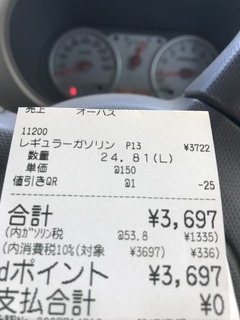 売上 オーパス
11200
レギュラーガソリン P13 ¥3722
数量 24.81(L)
単価 @150
値引きQR @1 -25
合計 ¥3,697
(内ガソリン税 @53.8 ¥1335)
(内消費税10%(対象 ¥3697) ¥336)
dポイント ¥3,697
支払合計 ¥0